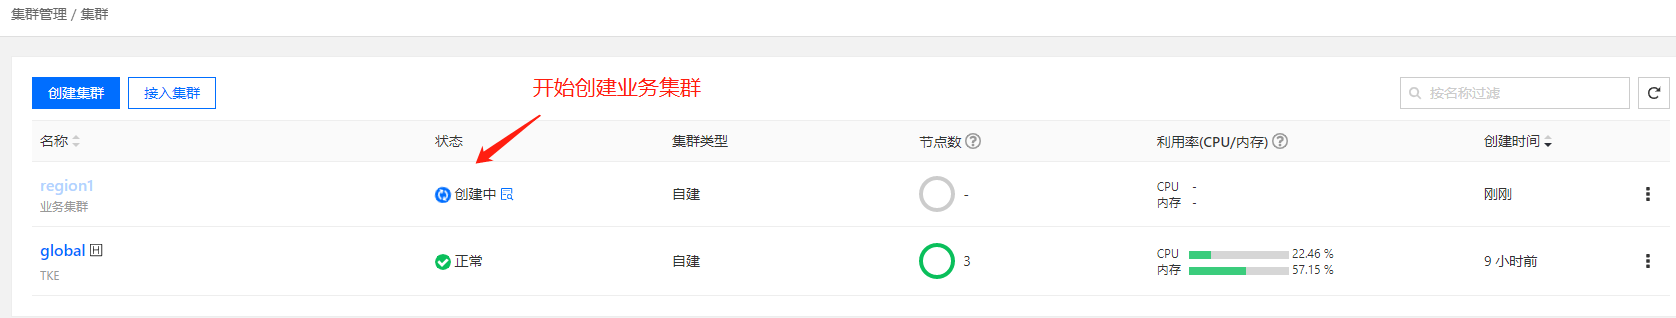 集群管理 / 集群
开始创建业务集群
创建集群 接入集群 按名称过滤
名称 状态 集群类型 节点数 利用率(CPU/内存) 创建时间
region1 创建中 自建 - CPU - 刚刚
业务集群 内存 -
global H 正常 自建 3 CPU 22.46 % 9 小时前
TKE 内存 57.15 %